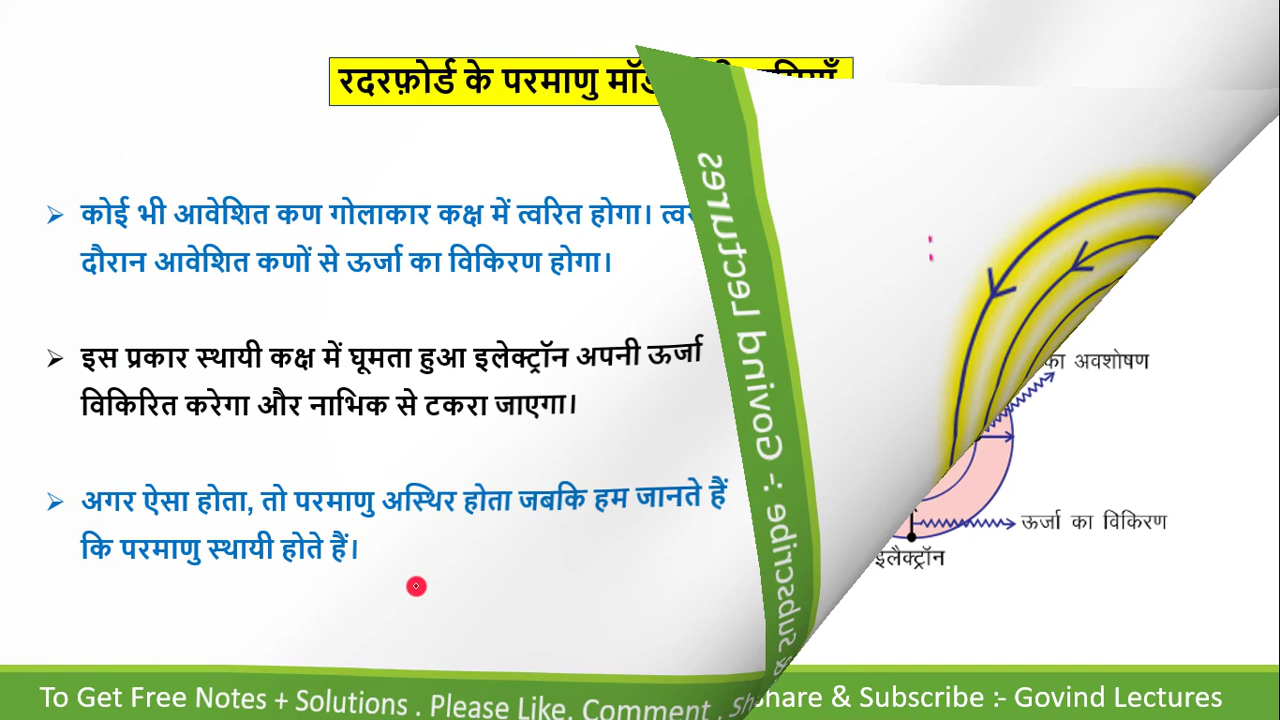 रदरफ़ोर्ड के परमाणु
कोई भी आवेशित कण गोलाकार कक्ष में त्वरित होगा।
दौरान आवेशित कणों से ऊर्जा का विकिरण होगा।
इस प्रकार स्थायी कक्ष में घूमता हुआ इलेक्ट्रॉन अपनी ऊर्जा
विकिरित करेगा और नाभिक से टकरा जाएगा।
अगर ऐसा होता, तो परमाणु अस्थिर होता जबकि हम जानते हैं
कि परमाणु स्थायी होते हैं।
का अवशोषण
ऊर्जा का विकिरण
इलैक्ट्रॉन
& Subscribe :- Govind Lectures
To Get Free Notes + Solutions . Please Like, Comment , Share & Subscribe :- Govind Lectures